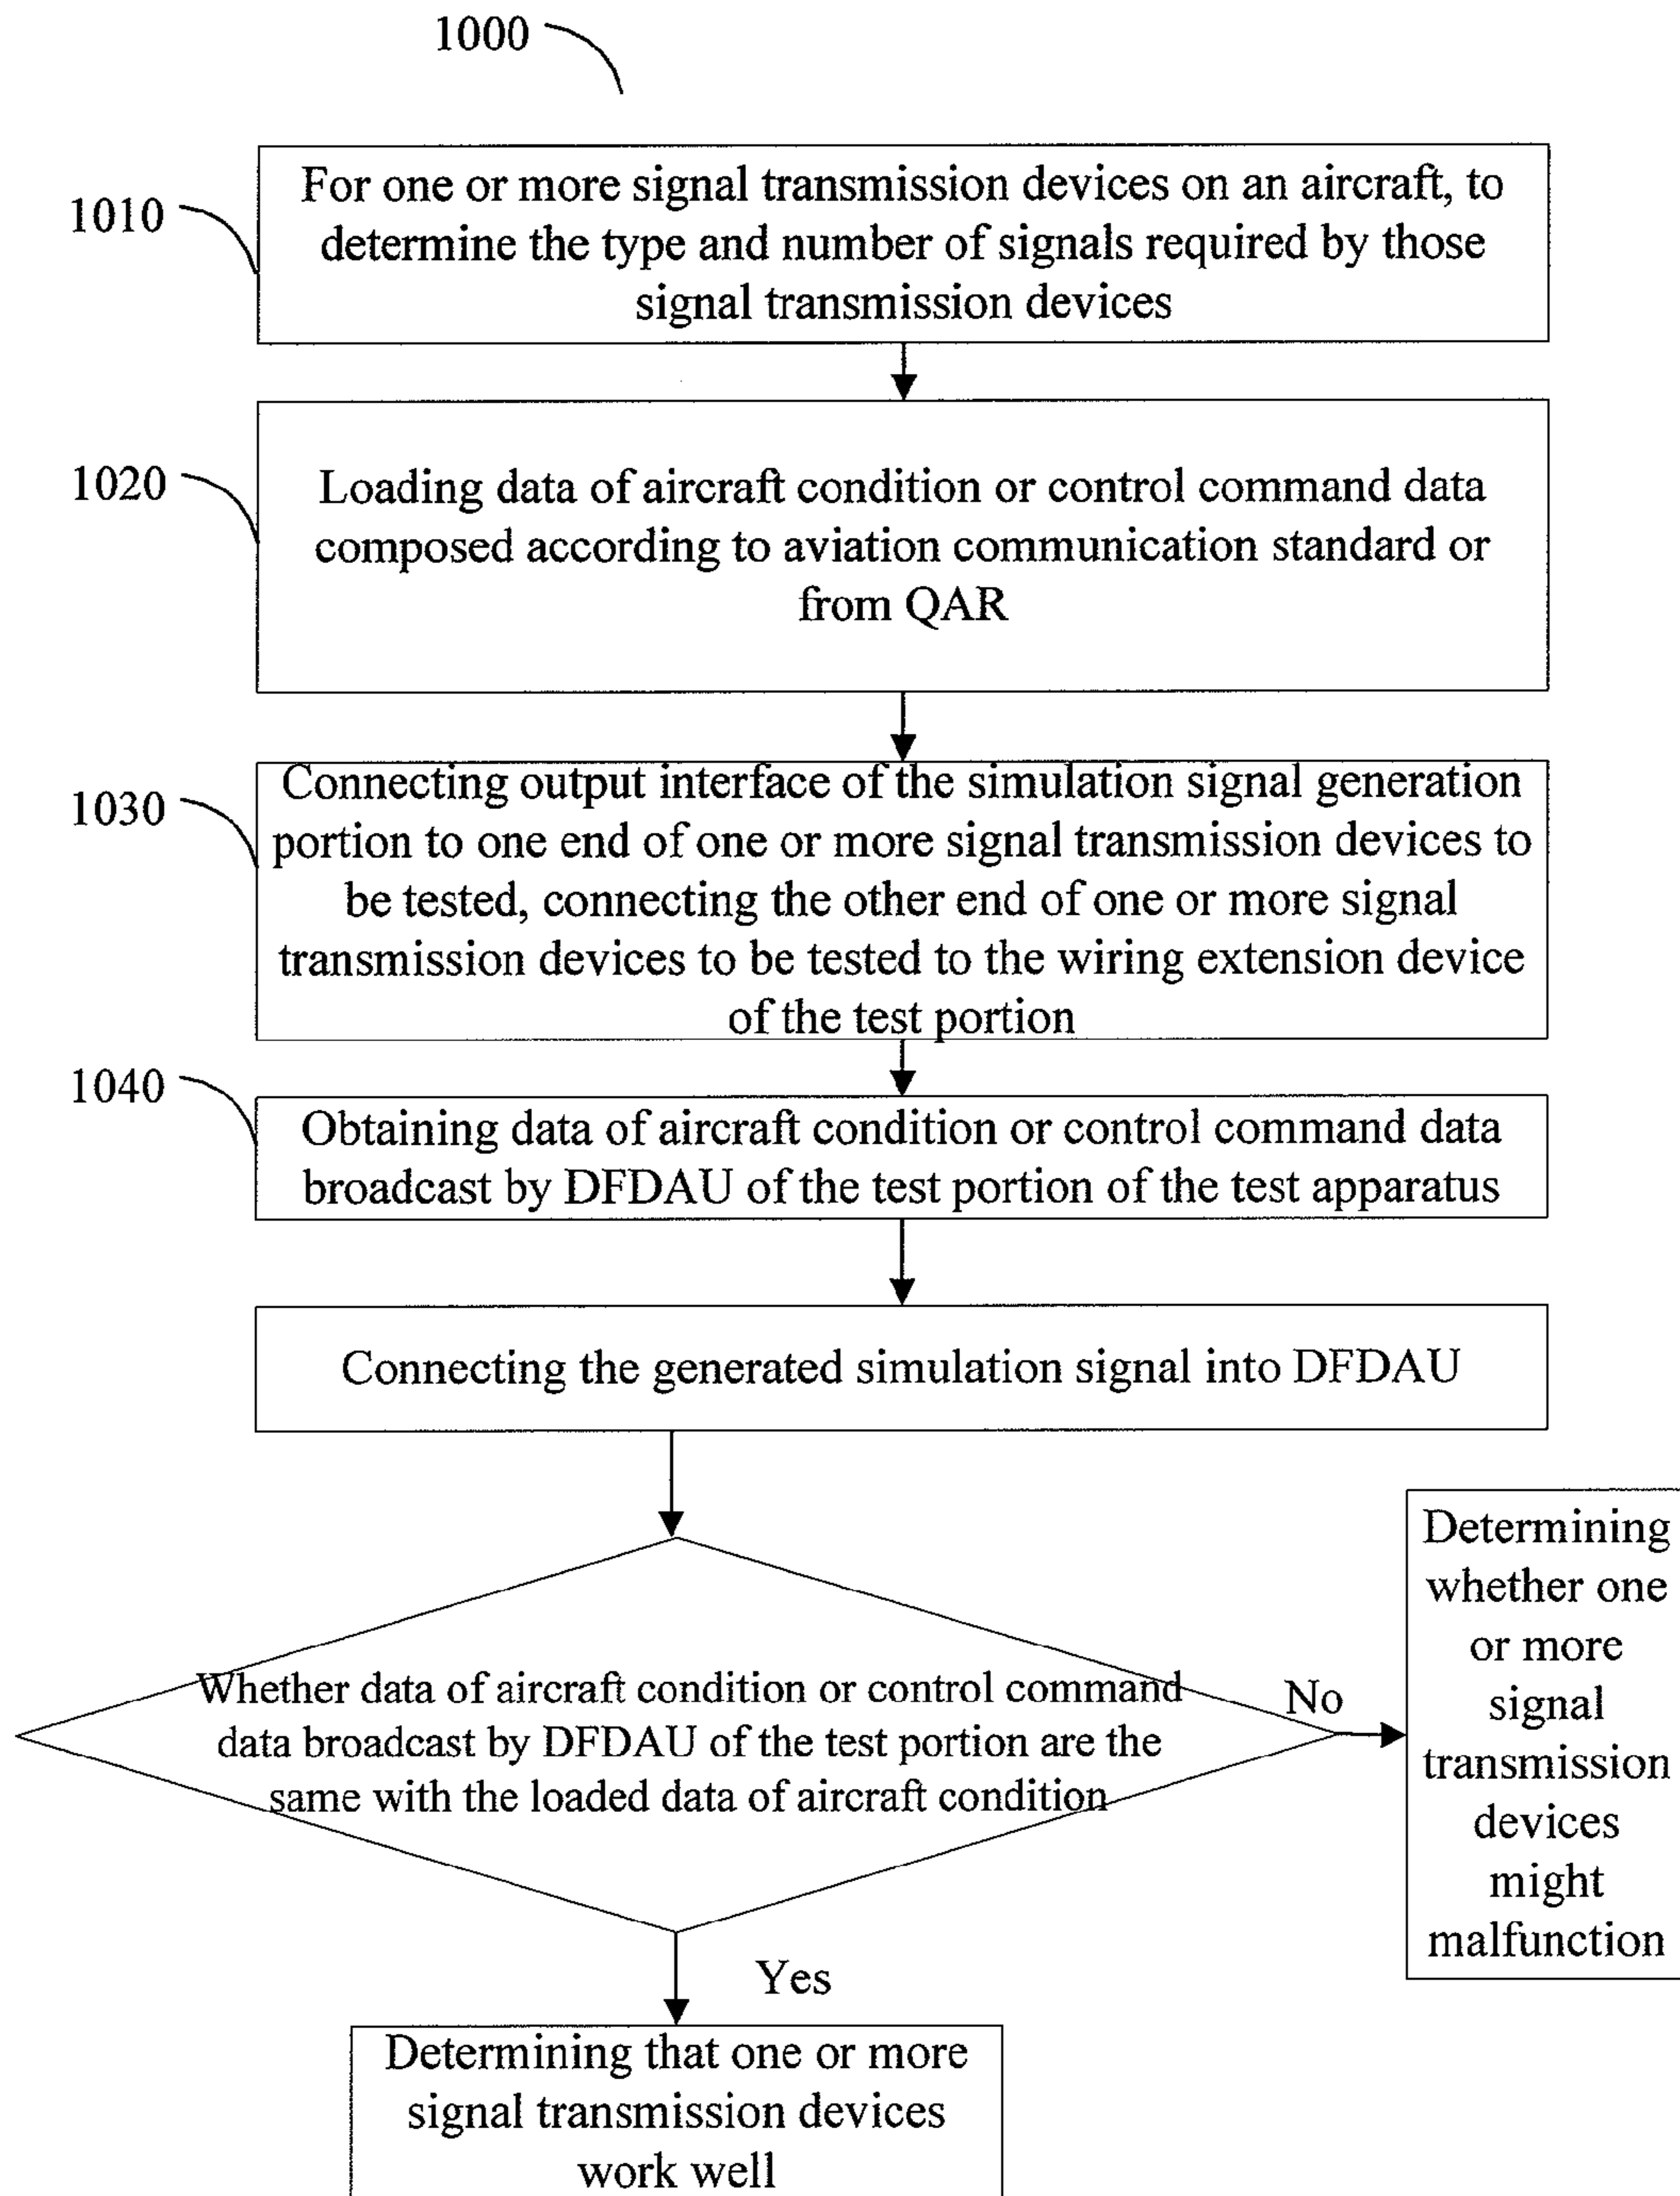 1000
1010
For one or more signal transmission devices on an aircraft, to
determine the type and number of signals required by those
signal transmission devices
1020
Loading data of aircraft condition or control command data
composed according to aviation communication standard or
from QAR
1030
Connecting output interface of the simulation signal generation
portion to one end of one or more signal transmission devices to
be tested, connecting the other end of one or more signal
transmission devices to be tested to the wiring extension device
of the test portion
1040
Obtaining data of aircraft condition or control command data
broadcast by DFDAU of the test portion of the test apparatus
Connecting the generated simulation signal into DFDAU
Whether data of aircraft condition or control command
data broadcast by DFDAU of the test portion are the
same with the loaded data of aircraft condition
No
Determining
whether one
or more
signal
transmission
devices
might
malfunction
Yes
Determining that one or more
signal transmission devices
work well